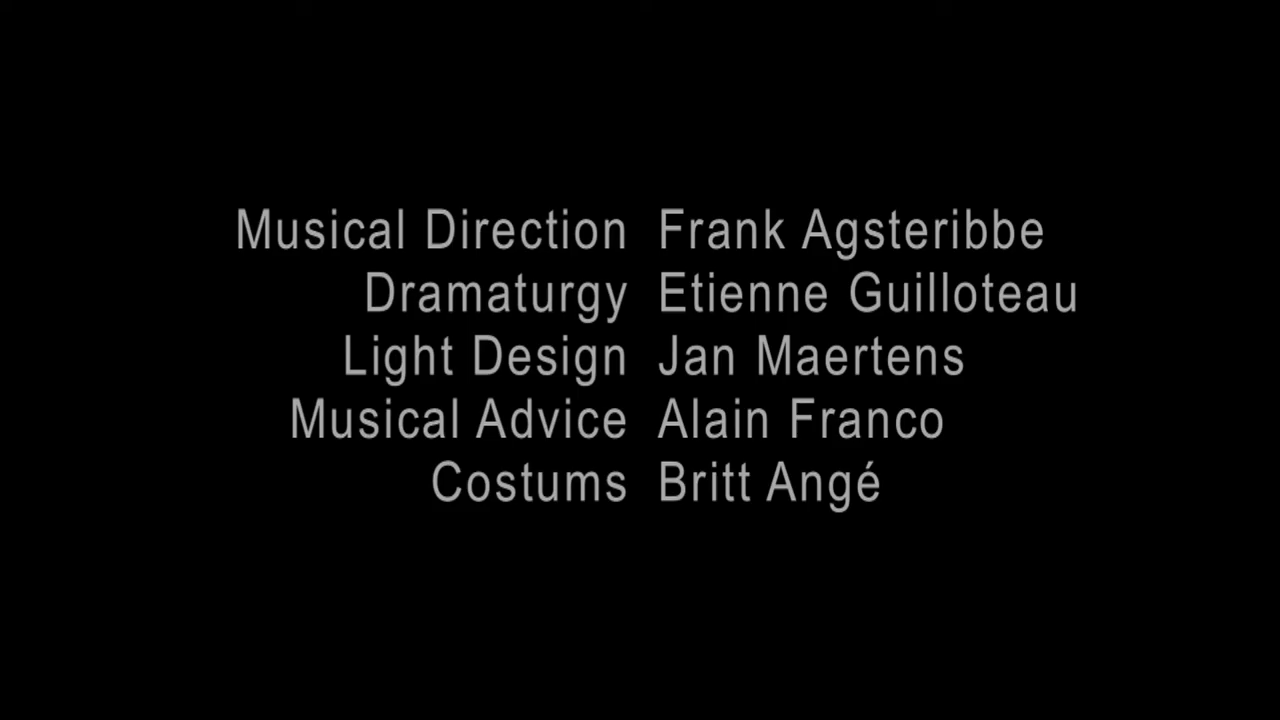 Musical Direction Frank Agsteribbe
Dramaturgy Etienne Guilloteau
Light Design Jan Maertens
Musical Advice Alain Franco
Costums Britt Angé